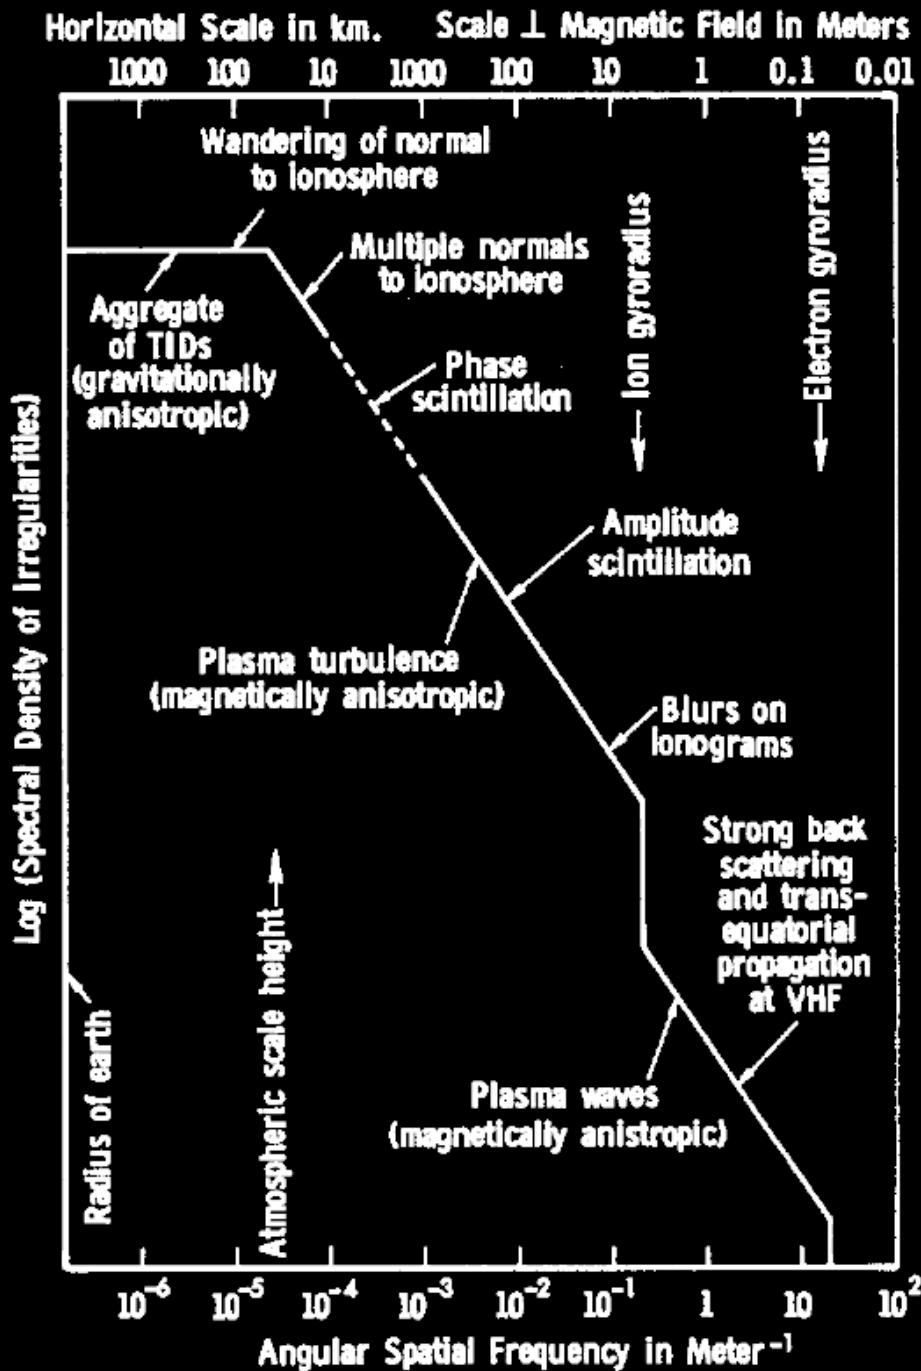 Horizontal Scale in km.
Scale ⊥ Magnetic Field in Meters
1000 100 10 1000 100 10 1 0.1 0.01
Wandering of normal
to ionosphere
Multiple normals
to ionosphere
Aggregate
of TIDs
(gravitationally
anisotropic)
Phase
scintillation
Ion gyroradius
Electron gyroradius
Amplitude
scintillation
Plasma turbulence
(magnetically anisotropic)
Blurs on
Ionograms
Strong back
scattering
and trans-
equatorial
propagation
at VHF
Plasma waves
(magnetically anistropic)
Radius of earth
Atmospheric scale height
Log (Spectral Density of Irregularities)
10⁻⁶ 10⁻⁵ 10⁻⁴ 10⁻³ 10⁻² 10⁻¹ 1 10 10²
Angular Spatial Frequency in Meter⁻¹